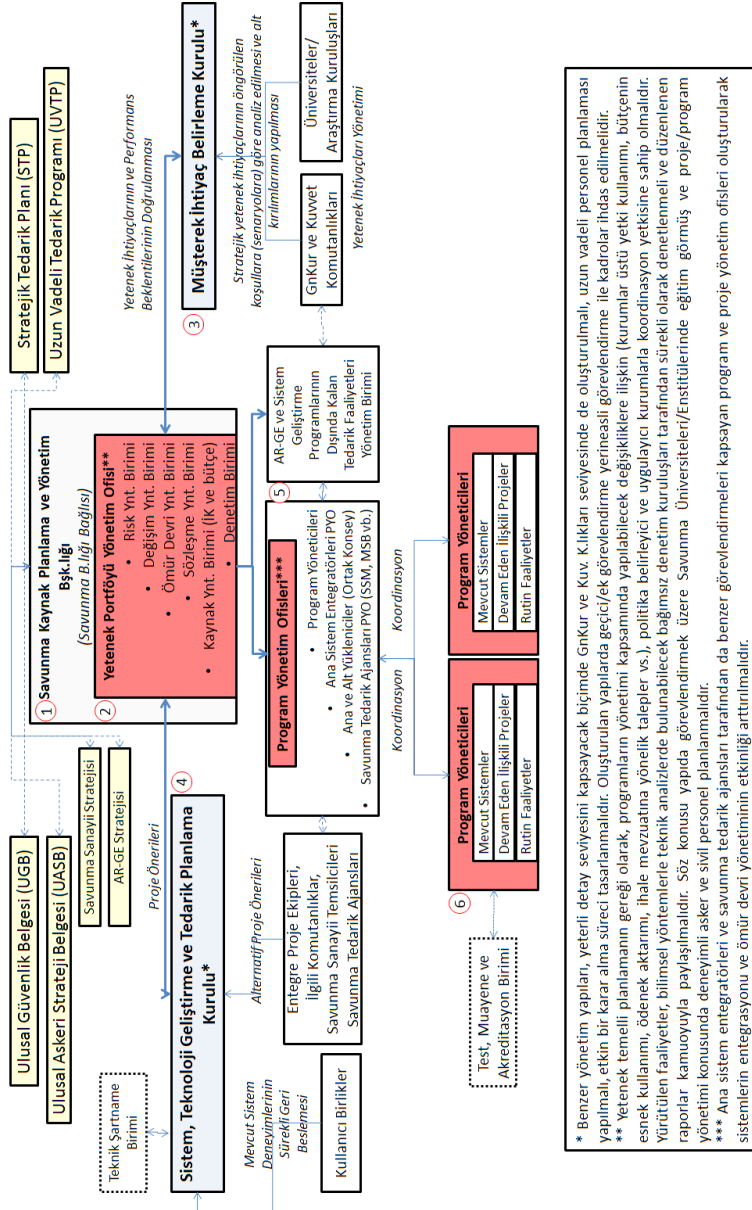 Ulusal Güvenlik Belgesi (UGB)
Ulusal Askeri Strateji Belgesi (UASB)
Savunma Sanayii Stratejisi
AR-GE Stratejisi
1
Savunma Kaynak Planlama ve Yönetim
Bşk.lığı
(Savunma B.lığı Bağlısı)
2
Yetenek Portföyü Yönetim Ofisi**
• Risk Ynt. Birimi
• Değişim Ynt. Birimi
• Ömür Devri Ynt. Birimi
• Sözleşme Ynt. Birimi
• Kaynak Ynt. Birimi (İK ve bütçe)
• Denetim Birimi
Stratejik Tedarik Planı (STP)
Uzun Vadeli Tedarik Programı (UVTP)
Teknik Şartname
Birimi
Proje Önerileri
Yetenek İhtiyaçlarının ve Performans
Beklentilerinin Doğrulanması
4
Sistem, Teknoloji Geliştirme ve Tedarik Planlama
Kurulu*
3
Müşterek İhtiyaç Belirleme Kurulu*
Mevcut Sistem
Deneyimlerinin
Sürekli Geri
Beslemesi
Kullanıcı Birlikler
Alternatif Proje Önerileri
Entegre Proje Ekipleri,
İlgili Komutanlıklar,
Savunma Sanayii Temsilcileri
Savunma Tedarik Ajansları
Program Yönetim Ofisleri***
• Program Yöneticileri
• Ana Sistem Entegratörleri PYO
• Ana ve Alt Yükleniciler (Ortak Konsey)
• Savunma Tedarik Ajansları PYO (SSM, MSB vb.)
5
AR-GE ve Sistem
Geliştirme
Programlarının
Dışında Kalan
Tedarik Faaliyetleri
Yönetim Birimi
Stratejik yetenek ihtiyaçlarının öngörülen
koşullara (senaryolara) göre analiz edilmesi ve alt
kırılımlarının yapılması
GnKur ve Kuvvet
Komutanlıkları
Üniversiteler/
Araştırma Kuruluşları
Yetenek İhtiyaçları Yönetimi
Koordinasyon
Koordinasyon
Test, Muayene ve
Akreditasyon Birimi
6
Program Yöneticileri
Mevcut Sistemler
Devam Eden İlişkili Projeler
Rutin Faaliyetler
Program Yöneticileri
Mevcut Sistemler
Devam Eden İlişkili Projeler
Rutin Faaliyetler
* Benzer yönetim yapıları, yeterli detay seviyesini kapsayacak biçimde GnKur ve Kuv. K.lıkları seviyesinde de oluşturulmalı, uzun vadeli personel planlaması
yapılmalı, etkin bir karar alma süreci tasarlanmalıdır. Oluşturulan yapılarda geçici/ek görevlendirme yerineasli görevlendirme ile kadrolar ihdas edilmelidir.
** Yetenek temelli planlamanın gereği olarak, programların yönetimi kapsamında yapılabilecek değişikliklere ilişkin (kurumlar üstü yetki kullanımı, bütçenin
esnek kullanımı, ödenek aktarımı, ihale mevzuatına yönelik talepler vs.), politika belirleyici ve uygulayıcı kurumlarla koordinasyon yetkisine sahip olmalıdır.
Yürütülen faaliyetler, bilimsel yöntemlerle teknik analizlerde bulunabilecek bağımsız denetim kuruluşları tarafından sürekli olarak denetlenmeli ve düzenlenen
raporlar kamuoyuyla paylaşılmalıdır. Söz konusu yapıda görevlendirmek üzere Savunma Üniversiteleri/Enstitülerinde eğitim görmüş ve proje/program
yönetimi konusunda deneyimli asker ve sivil personel planlanmalıdır.
*** Ana sistem entegratörleri ve savunma tedarik ajansları tarafından da benzer görevlendirmeleri kapsayan program ve proje yönetim ofisleri oluşturularak
sistemlerin entegrasyonu ve ömür devri yönetiminin etkinliği arttırılmalıdır.